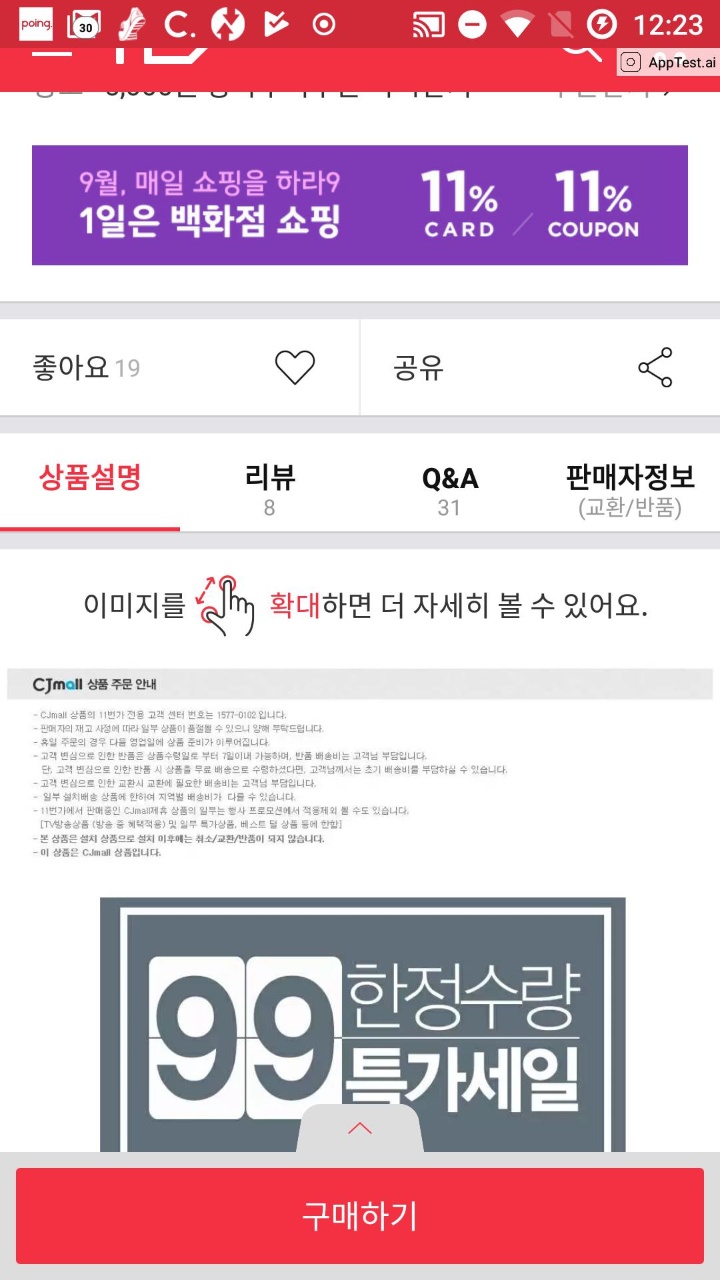 poing.
30
C.
12:23
AppTest.ai
9월, 매일 쇼핑을 하라9
1일은 백화점 쇼핑
11% CARD / 11% COUPON
좋아요 19
공유
상품설명
리뷰
8
Q&A
31
판매자정보
(교환/반품)
이미지를 확대하면 더 자세히 볼 수 있어요.
CJmall 상품 주문 안내
- CJmall 상품의 11번가 전용 고객 센터 번호는 1577-0102 입니다.
- 판매자의 재고 사정에 따라 일부 상품이 품절될 수 있으니 양해 부탁드립니다.
- 휴일 주문의 경우 다음 영업일에 상품 준비가 이루어집니다.
- 고객 변심으로 인한 반품은 상품수령일로 부터 7일이내 가능하며, 반품 배송비는 고객님 부담입니다.
단, 고객 변심으로 인한 반품 시 상품을 무료 배송으로 수령하셨다면, 고객님께서는 초기 배송비를 부담하실 수 있습니다.
- 고객 변심으로 인한 교환시 교환에 필요한 배송비는 고객님 부담입니다.
- 일부 설치배송 상품에 한하여 지역별 배송비가 다를 수 있습니다.
- 11번가에서 판매중인 CJmall제휴 상품의 일부는 행사 프로모션에서 적용제외 될 수도 있습니다.
[TV방송상품 (방송 중 혜택적용) 및 일부 특가상품, 베스트 딜 상품 등에 한함]
- 본 상품은 설치 상품으로 설치 이후에는 취소/교환/반품이 되지 않습니다.
- 이 상품은 CJmall 상품입니다.
99 한정수량
특가세일
구매하기